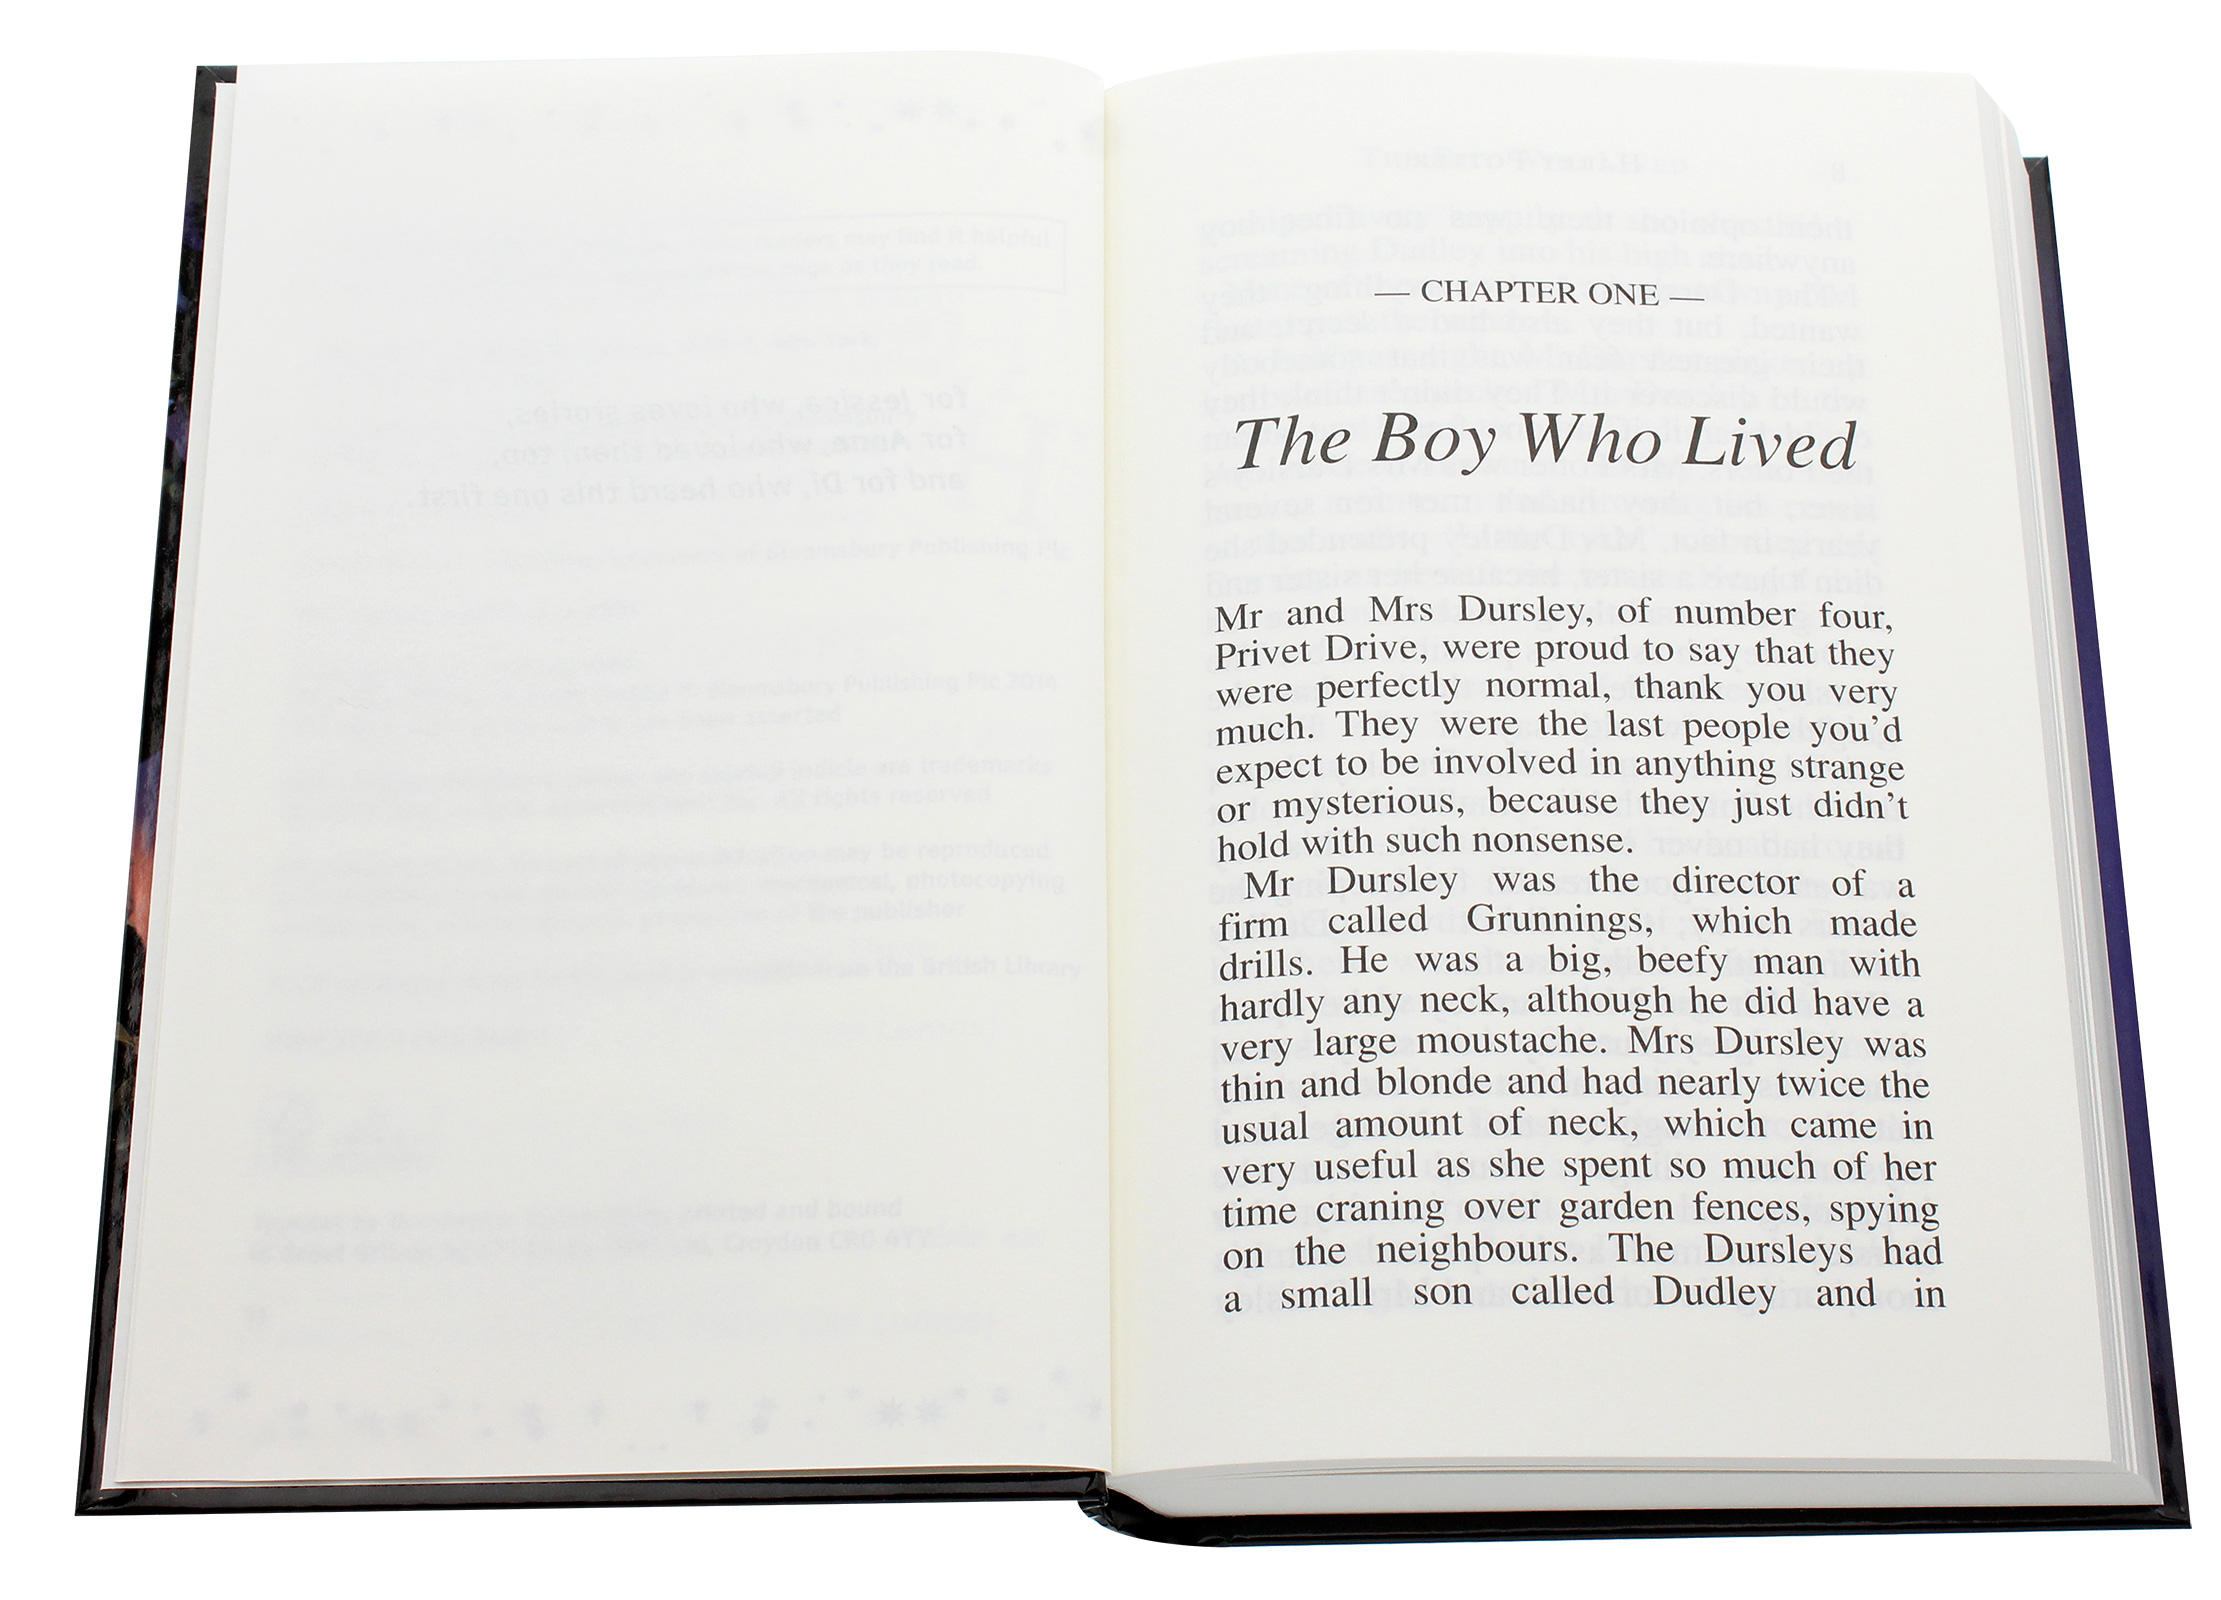 — CHAPTER ONE —
The Boy Who Lived
Mr and Mrs Dursley, of number four,
Privet Drive, were proud to say that they
were perfectly normal, thank you very
much. They were the last people you’d
expect to be involved in anything strange
or mysterious, because they just didn’t
hold with such nonsense.
Mr Dursley was the director of a
firm called Grunnings, which made
drills. He was a big, beefy man with
hardly any neck, although he did have a
very large moustache. Mrs Dursley was
thin and blonde and had nearly twice the
usual amount of neck, which came in
very useful as she spent so much of her
time craning over garden fences, spying
on the neighbours. The Dursleys had
a small son called Dudley and in